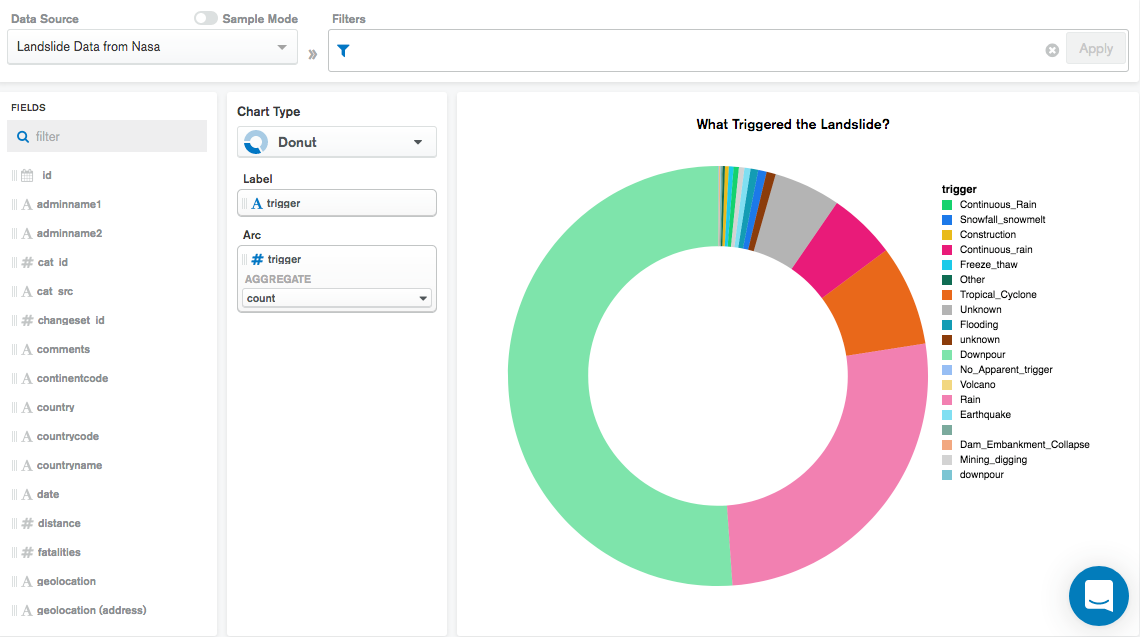 Data Source
Sample Mode
Filters
Landslide Data from Nasa
»
Apply
FIELDS
filter
id
A adminname1
A adminname2
# cat_id
A cat_src
# changeset_id
A comments
A continentcode
A country
A countrycode
A countryname
A date
# distance
# fatalities
A geolocation
A geolocation (address)
Chart Type
Donut
Label
A trigger
Arc
# trigger
AGGREGATE
count
What Triggered the Landslide?
trigger
Continuous_Rain
Snowfall_snowmelt
Construction
Continuous_rain
Freeze_thaw
Other
Tropical_Cyclone
Unknown
Flooding
unknown
Downpour
No_Apparent_trigger
Volcano
Rain
Earthquake
Dam_Embankment_Collapse
Mining_digging
downpour